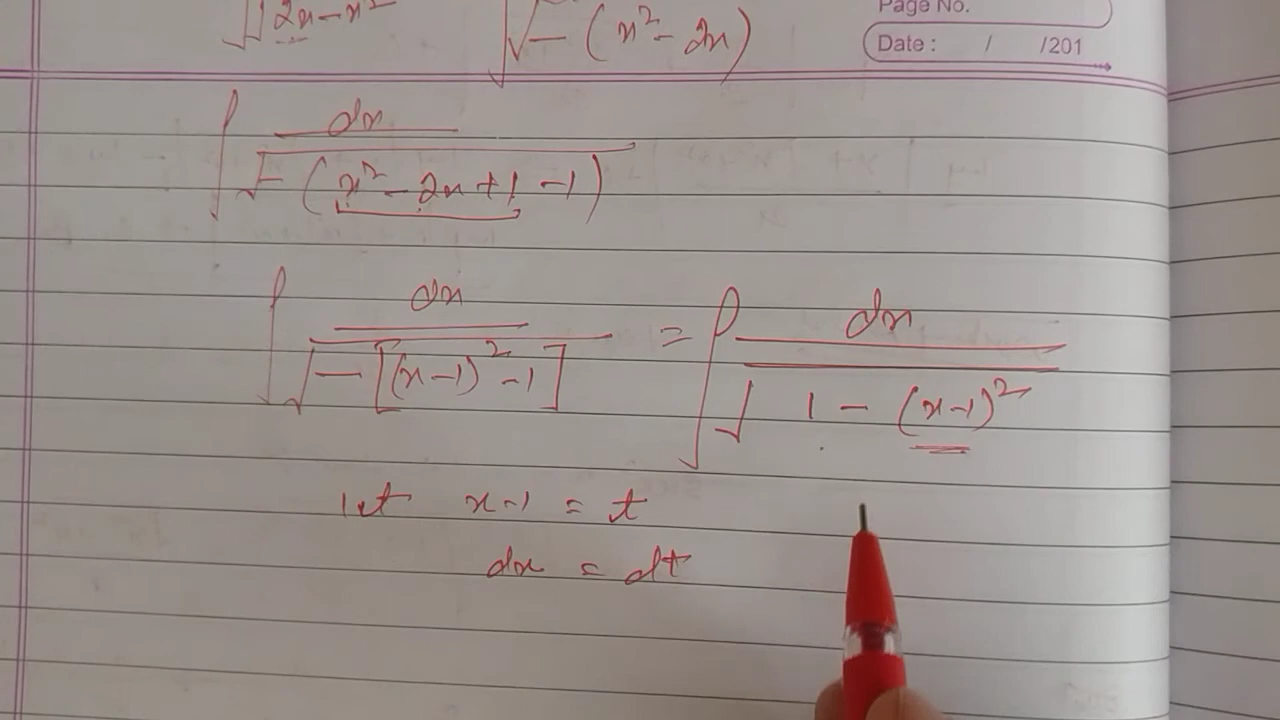 Page No.
∫ √2x-x² ∫ √-(x²-2x)
Date : / /201
∫ dx / √-(x²-2x+1-1)
∫ dx / √-[(x-1)²-1] = ∫ dx / √1-(x-1)²
let x-1 = t
dx = dt